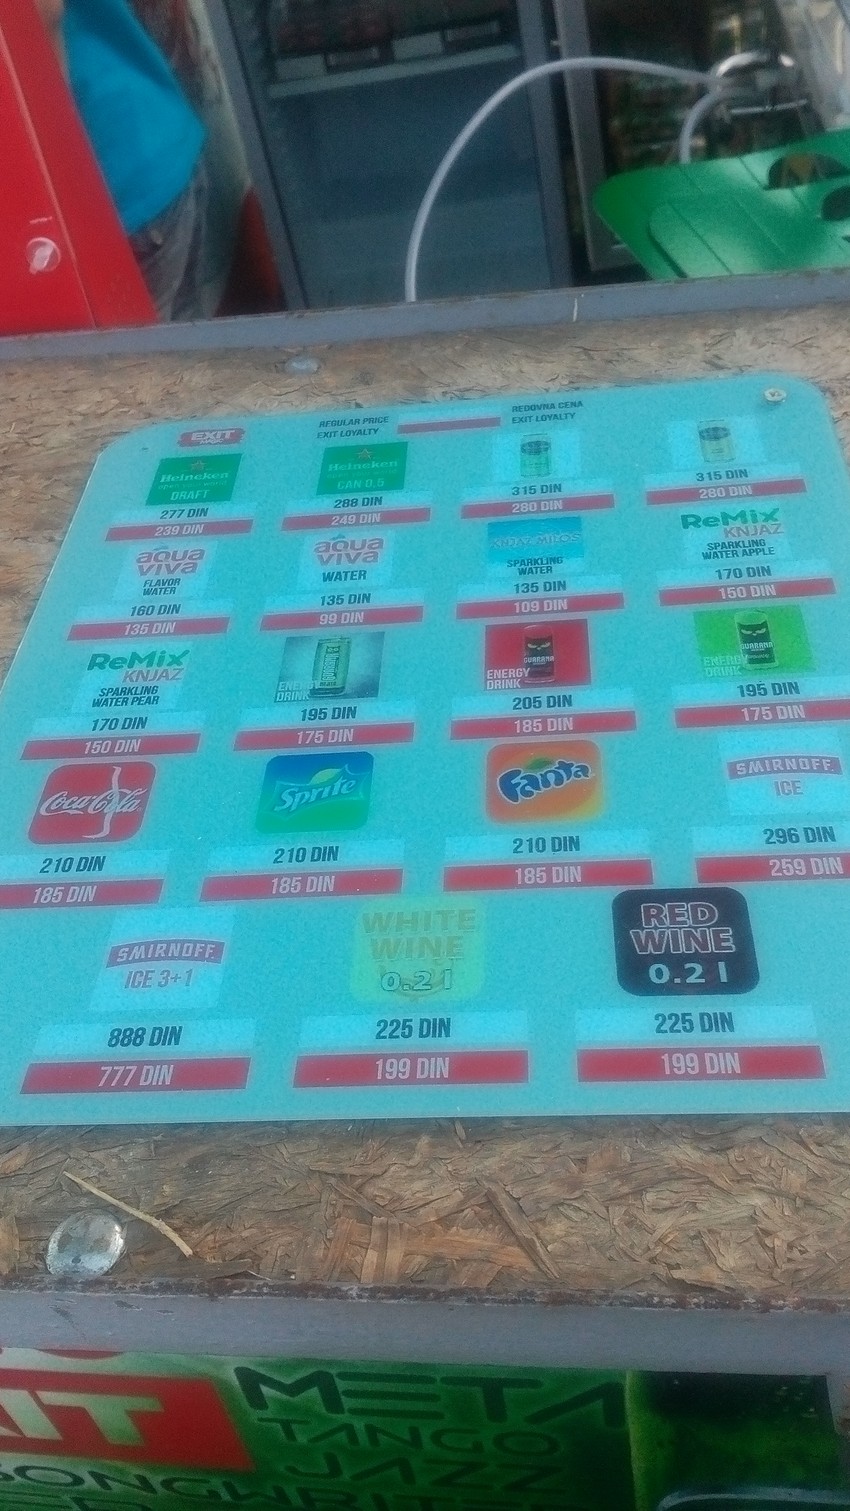 EXIT
REGULAR PRICE
EXIT LOYALTY
REDOVNA CENA
EXIT LOYALTY
Heineken
DRAFT
277 DIN
239 DIN
Heineken
CAN 0,5
288 DIN
249 DIN
315 DIN
280 DIN
315 DIN
280 DIN
aqua
viva
FLAVOR
WATER
160 DIN
135 DIN
aqua
viva
WATER
135 DIN
99 DIN
KNJAZ MILOŠ
SPARKLING
WATER
135 DIN
109 DIN
ReMix
KNJAZ
SPARKLING
WATER APPLE
170 DIN
150 DIN
ReMix
KNJAZ
SPARKLING
WATER PEAR
170 DIN
150 DIN
GUARANA
ENERGY
DRINK
195 DIN
175 DIN
GUARANA
ENERGY
DRINK
205 DIN
185 DIN
GUARANA
ENERGY
DRINK
195 DIN
175 DIN
Coca-Cola
210 DIN
185 DIN
Sprite
210 DIN
185 DIN
Fanta
210 DIN
185 DIN
SMIRNOFF
ICE
296 DIN
259 DIN
SMIRNOFF
ICE 3+1
888 DIN
777 DIN
WHITE
WINE
0.2 l
225 DIN
199 DIN
RED
WINE
0.2 l
225 DIN
199 DIN
META
TANGO
JAZZ